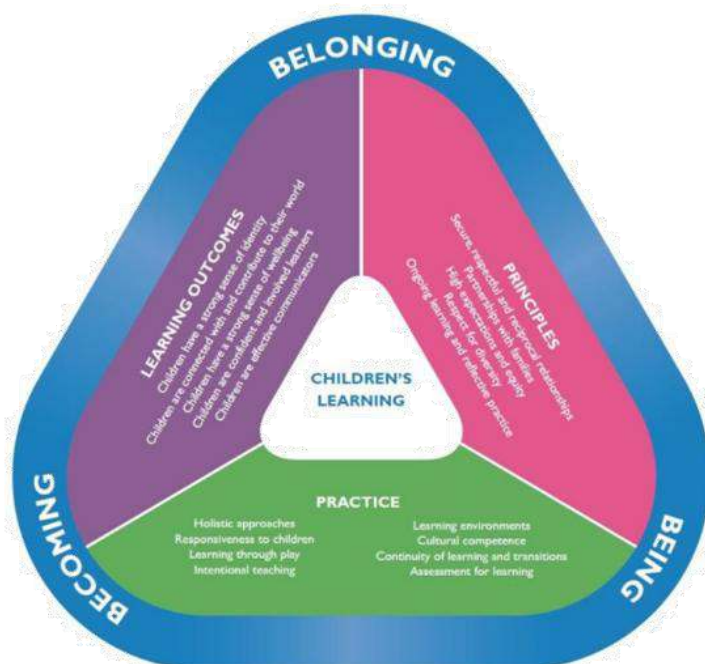 BELONGING
LEARNING OUTCOMES
Children have a strong sense of identity
Children are connected with and contribute to their world
Children have a strong sense of wellbeing
Children are confident and involved learners
Children are effective communicators
PRINCIPLES
Secure, respectful and reciprocal relationships
Partnerships with families
High expectations and equity
Respect for diversity
Ongoing learning and reflective practice
CHILDREN'S
LEARNING
PRACTICE
Holistic approaches
Responsiveness to children
Learning through play
Intentional teaching
Learning environments
Cultural competence
Continuity of learning and transitions
Assessment for learning
BECOMING
BEING